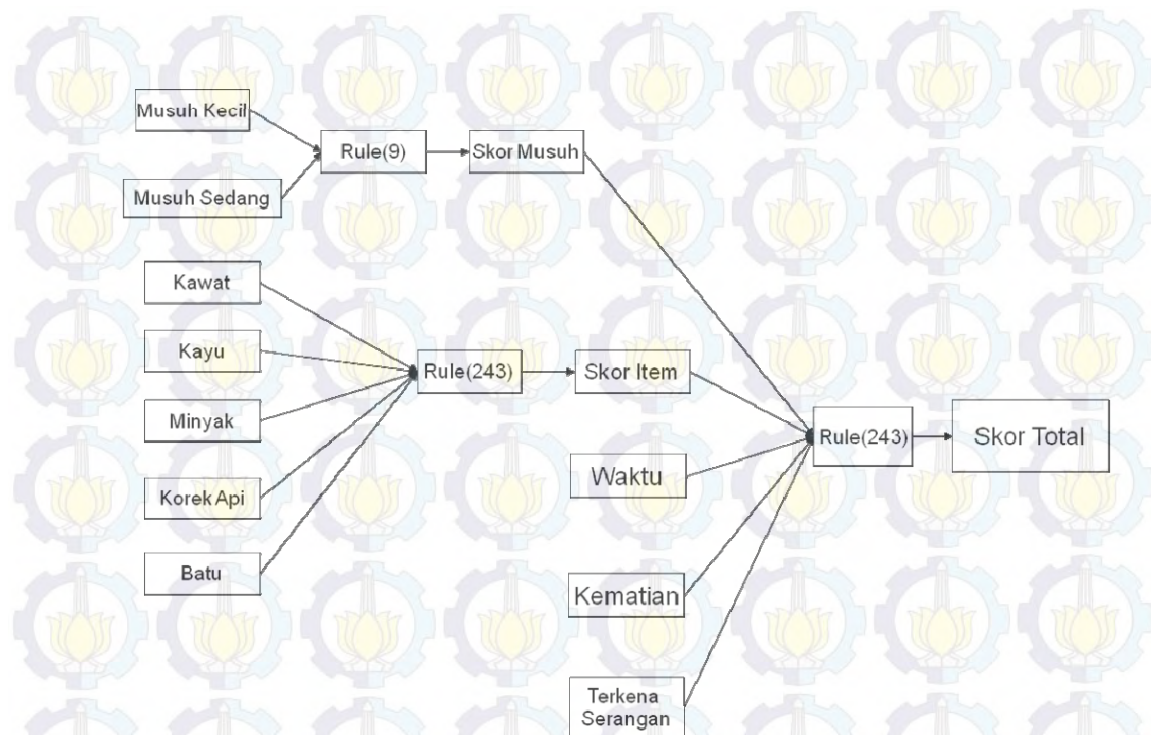 Musuh Kecil
Rule(9)
Skor Musuh
Musuh Sedang
Kawat
Kayu
Rule(243)
Skor Item
Minyak
Rule(243)
Skor Total
Waktu
Korek Api
Batu
Kematian
Terkena
Serangan